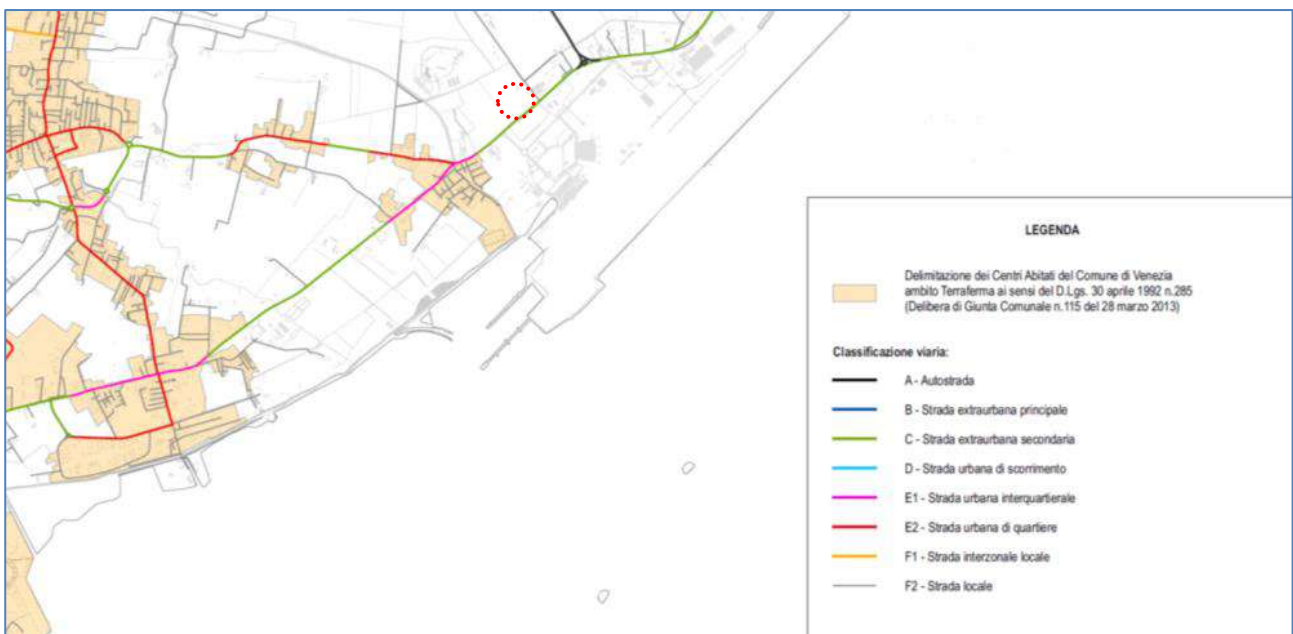 LEGENDA
Delimitazione dei Centri Abitati del Comune di Venezia
ambito Terraferma ai sensi del D.Lgs. 30 aprile 1992 n.285
(Delibera di Giunta Comunale n.115 del 28 marzo 2013)
Classificazione viaria:
A - Autostrada
B - Strada extraurbana principale
C - Strada extraurbana secondaria
D - Strada urbana di scorrimento
E1 - Strada urbana interquartierale
E2 - Strada urbana di quartiere
F1 - Strada interzonale locale
F2 - Strada locale